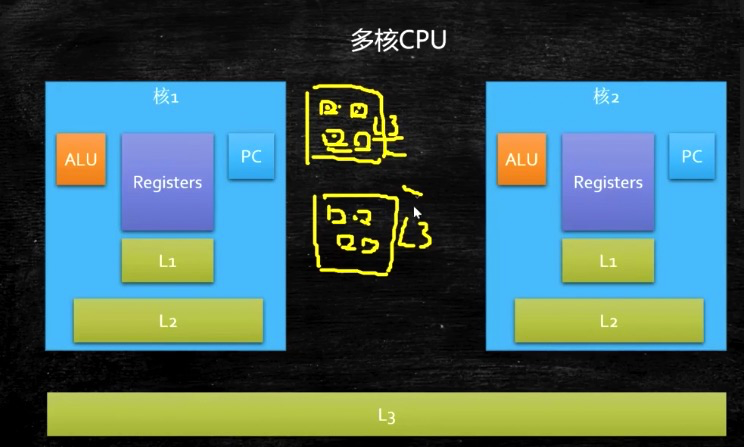 多核CPU
核1
核2
ALU
Registers
PC
L3
ALU
Registers
PC
L1
L3
L1
L2
L2
L3